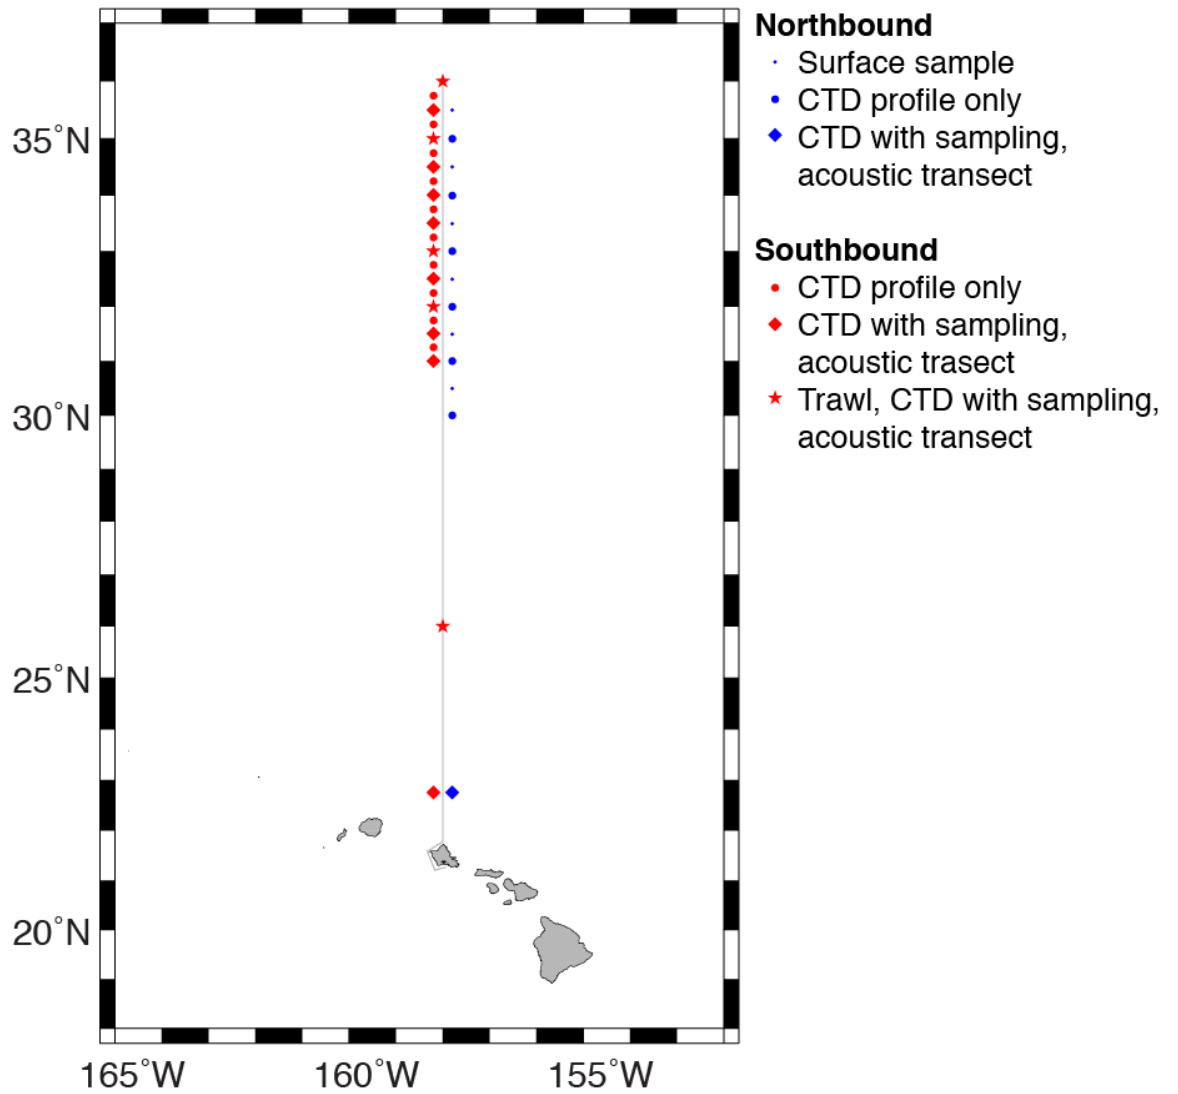 Northbound
Surface sample
CTD profile only
CTD with sampling,
acoustic transect
Southbound
CTD profile only
CTD with sampling,
acoustic trasect
Trawl, CTD with sampling,
acoustic transect
35°N
30°N
25°N
20°N
165°W
160°W
155°W